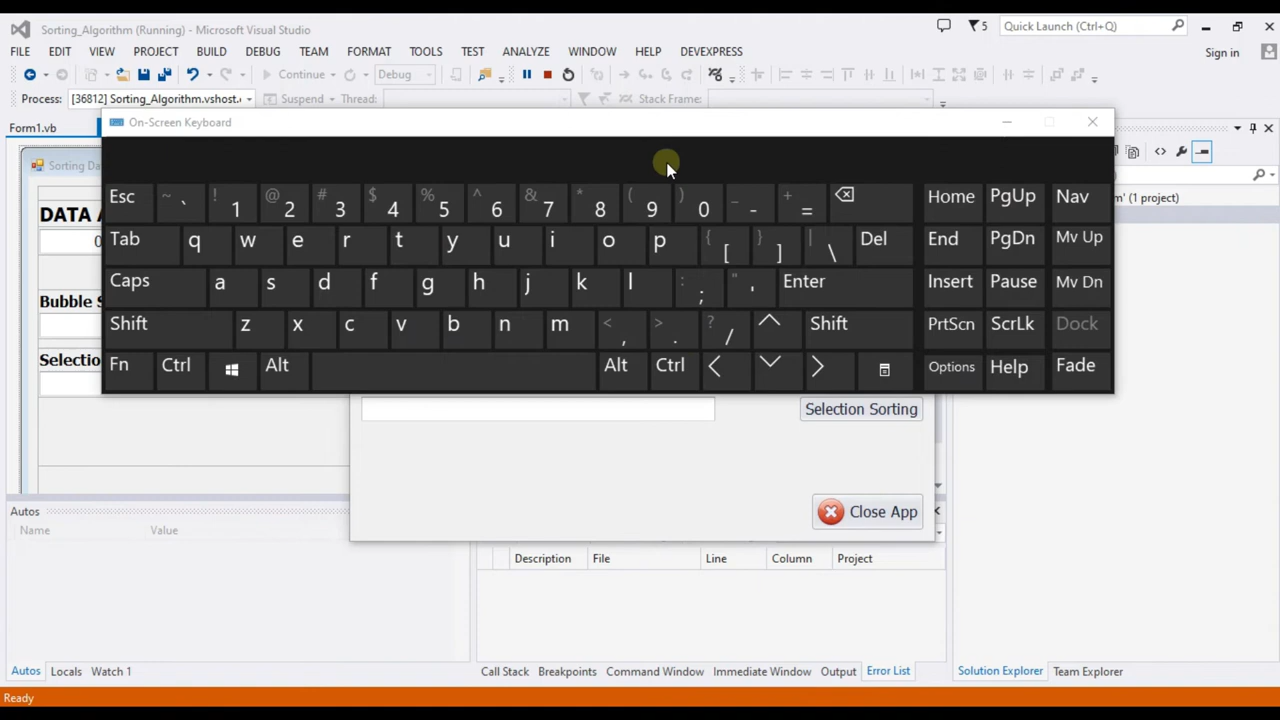 Sorting_Algorithm (Running) - Microsoft Visual Studio
5
Quick Launch (Ctrl+Q)
FILE EDIT VIEW PROJECT BUILD DEBUG TEAM FORMAT TOOLS TEST ANALYZE WINDOW HELP DEVEXPRESS
Sign in
Continue Debug
Process: [36812] Sorting_Algorithm.vshost. Suspend Thread: Stack Frame:
Form1.vb
On-Screen Keyboard
Sorting Da
m' (1 project)
DATA
0
Bubble S
Selectio
Esc ~ ` ! 1 @ 2 # 3 $ 4 % 5 ^ 6 & 7 * 8 ( 9 ) 0 _ - + = Home PgUp Nav
Tab q w e r t y u i o p { [ } ] | \ Del End PgDn Mv Up
Caps a s d f g h j k l : ; " ' Enter Insert Pause Mv Dn
Shift z x c v b n m < , > . ? / Shift PrtScn ScrLk Dock
Fn Ctrl Alt Alt Ctrl Options Help Fade
Selection Sorting
Close App
Autos
Name Value
Description File Line Column Project
Autos Locals Watch 1
Call Stack Breakpoints Command Window Immediate Window Output Error List
Solution Explorer Team Explorer
Ready